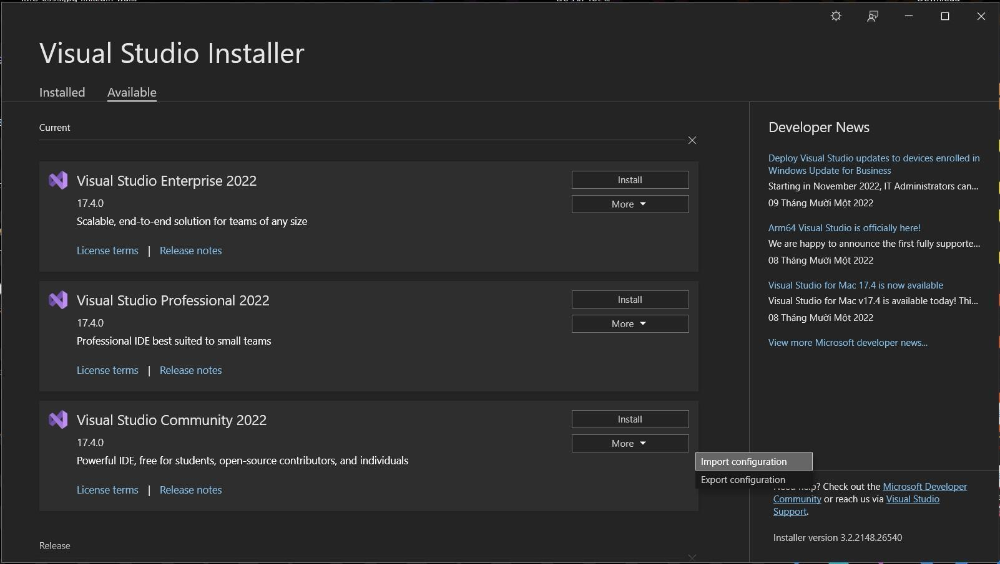 Visual Studio Installer
Installed
Available
Current
Visual Studio Enterprise 2022
17.4.0
Scalable, end-to-end solution for teams of any size
License terms | Release notes
Install
More
Visual Studio Professional 2022
17.4.0
Professional IDE best suited to small teams
License terms | Release notes
Install
More
Visual Studio Community 2022
17.4.0
Powerful IDE, free for students, open-source contributors, and individuals
License terms | Release notes
Install
More
Import configuration
Export configuration
Release
Developer News
Deploy Visual Studio updates to devices enrolled in
Windows Update for Business
Starting in November 2022, IT Administrators can...
09 Tháng Mười Một 2022
Arm64 Visual Studio is officially here!
We are happy to announce the first fully supporte...
08 Tháng Mười Một 2022
Visual Studio for Mac 17.4 is now available
Visual Studio for Mac v17.4 is available today! Thi...
08 Tháng Mười Một 2022
View more Microsoft developer news...
Need help? Check out the Microsoft Developer
Community or reach us via Visual Studio
Support.
Installer version 3.2.2148.26540